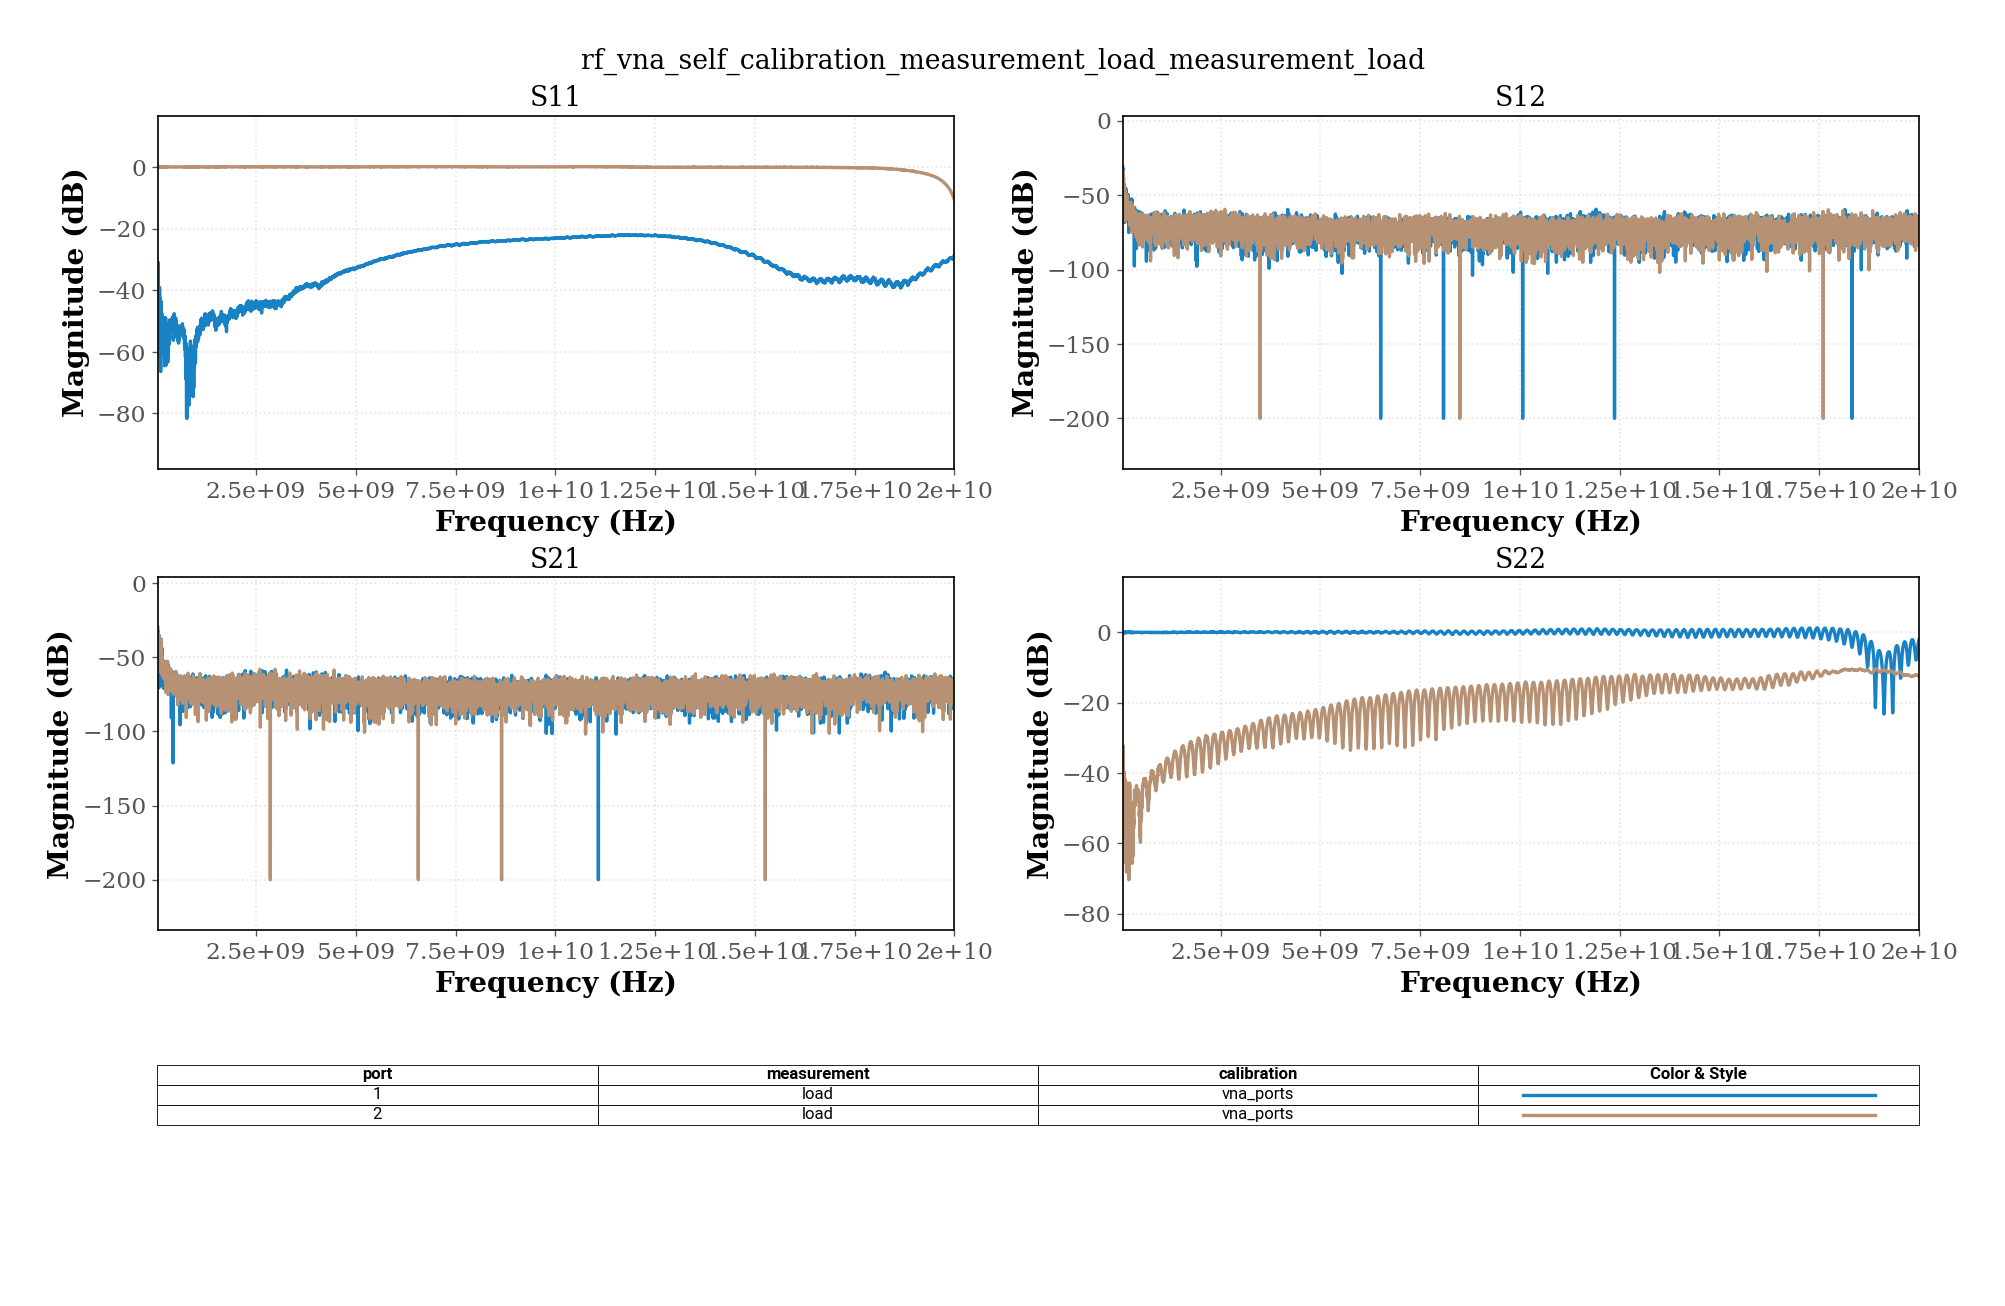 rf_vna_self_calibration_measurement_load_measurement_load
S11
0
−20
−40
−60
−80
Magnitude (dB)
2.5e+09 5e+09 7.5e+09 1e+10 1.25e+10 1.5e+10 1.75e+10 2e+10
Frequency (Hz)
S12
0
−50
−100
−150
−200
Magnitude (dB)
2.5e+09 5e+09 7.5e+09 1e+10 1.25e+10 1.5e+10 1.75e+10 2e+10
Frequency (Hz)
S21
0
−50
−100
−150
−200
Magnitude (dB)
2.5e+09 5e+09 7.5e+09 1e+10 1.25e+10 1.5e+10 1.75e+10 2e+10
Frequency (Hz)
S22
0
−20
−40
−60
−80
Magnitude (dB)
2.5e+09 5e+09 7.5e+09 1e+10 1.25e+10 1.5e+10 1.75e+10 2e+10
Frequency (Hz)
port measurement calibration Color & Style
1 load vna_ports
2 load vna_ports